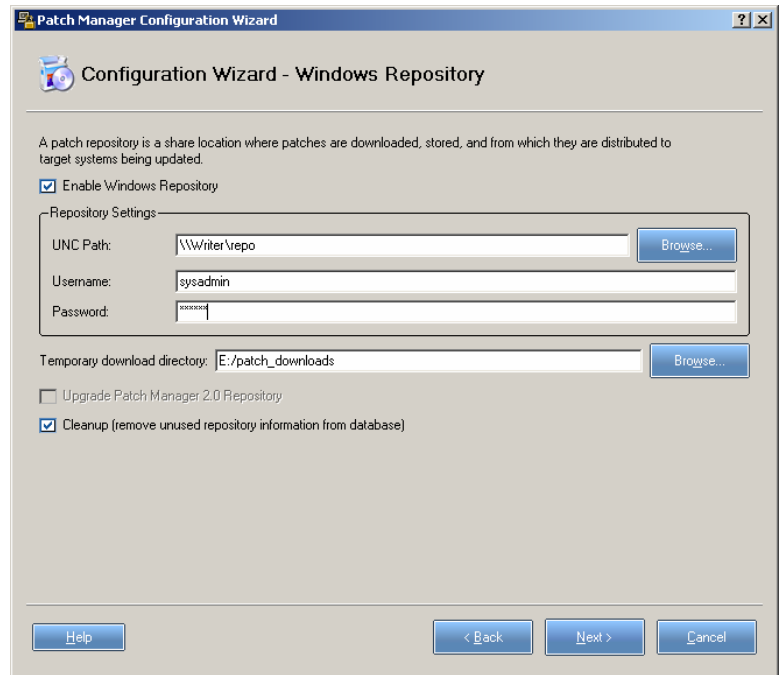 Patch Manager Configuration Wizard
Configuration Wizard - Windows Repository
A patch repository is a share location where patches are downloaded, stored, and from which they are distributed to
target systems being updated.
Enable Windows Repository
Repository Settings
UNC Path: \\Writer\repo Browse...
Username: sysadmin
Password: ******
Temporary download directory: E:/patch_downloads Browse...
Upgrade Patch Manager 2.0 Repository
Cleanup (remove unused repository information from database)
Help < Back Next > Cancel